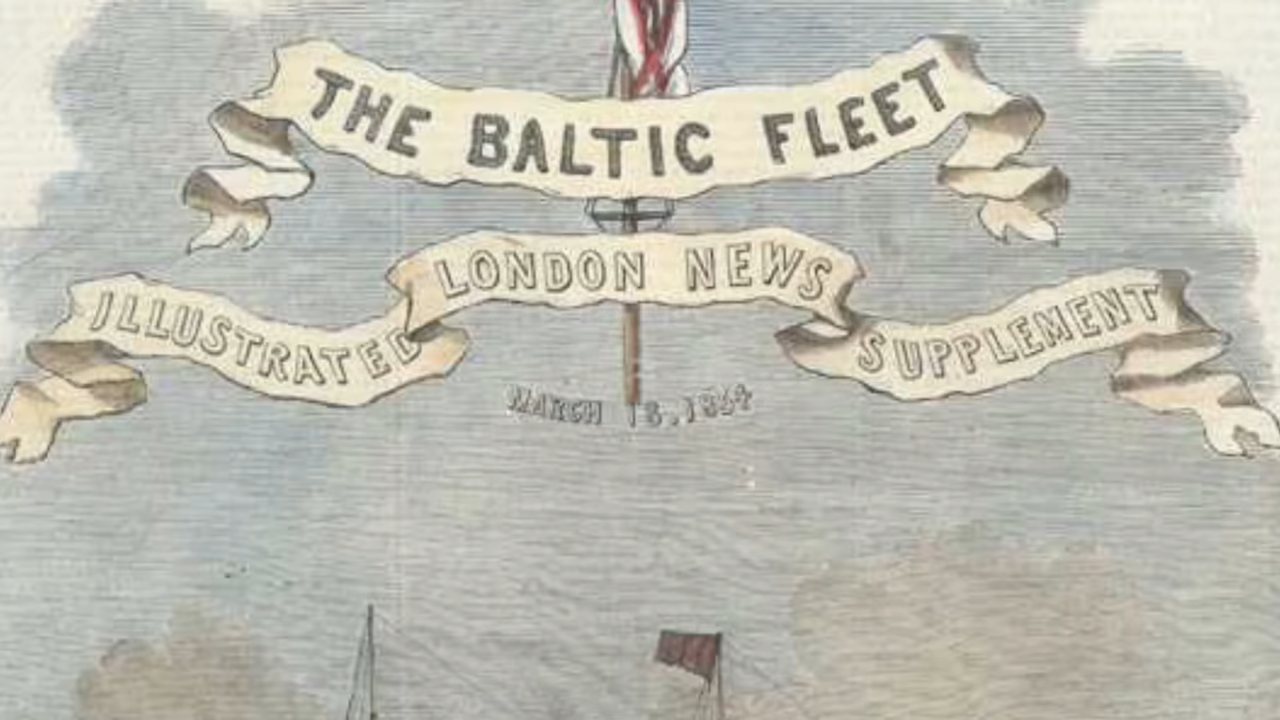 THE BALTIC FLEET
ILLUSTRATED LONDON NEWS SUPPLEMENT
MARCH 18, 1854